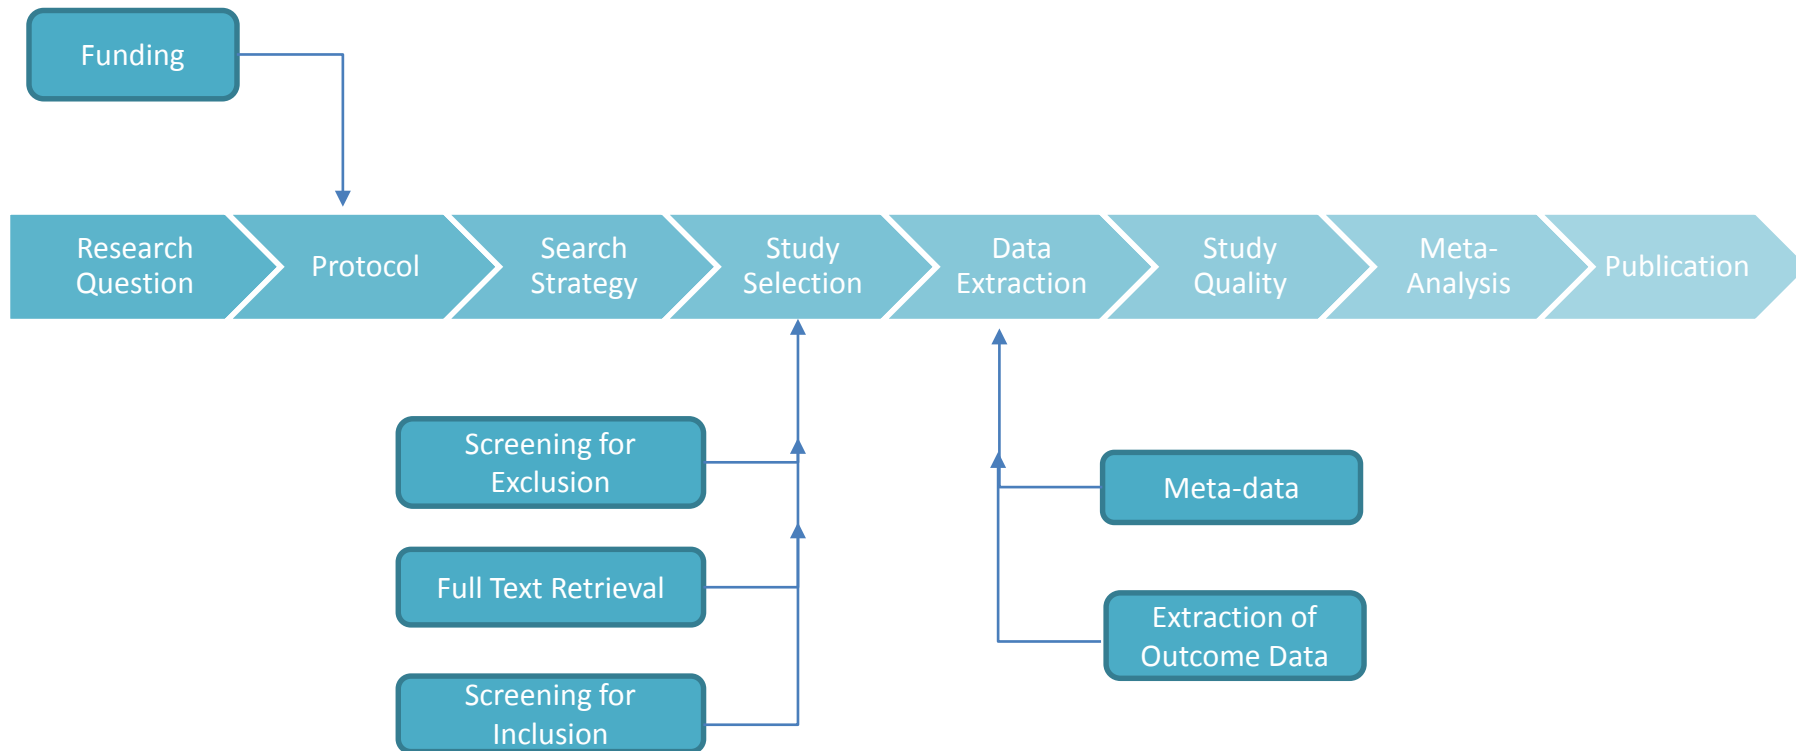 Funding
Research
Question
Protocol
Search
Strategy
Study
Selection
Data
Extraction
Study
Quality
Meta-
Analysis
Publication
Screening for
Exclusion
Full Text Retrieval
Screening for
Inclusion
Meta-data
Extraction of
Outcome Data